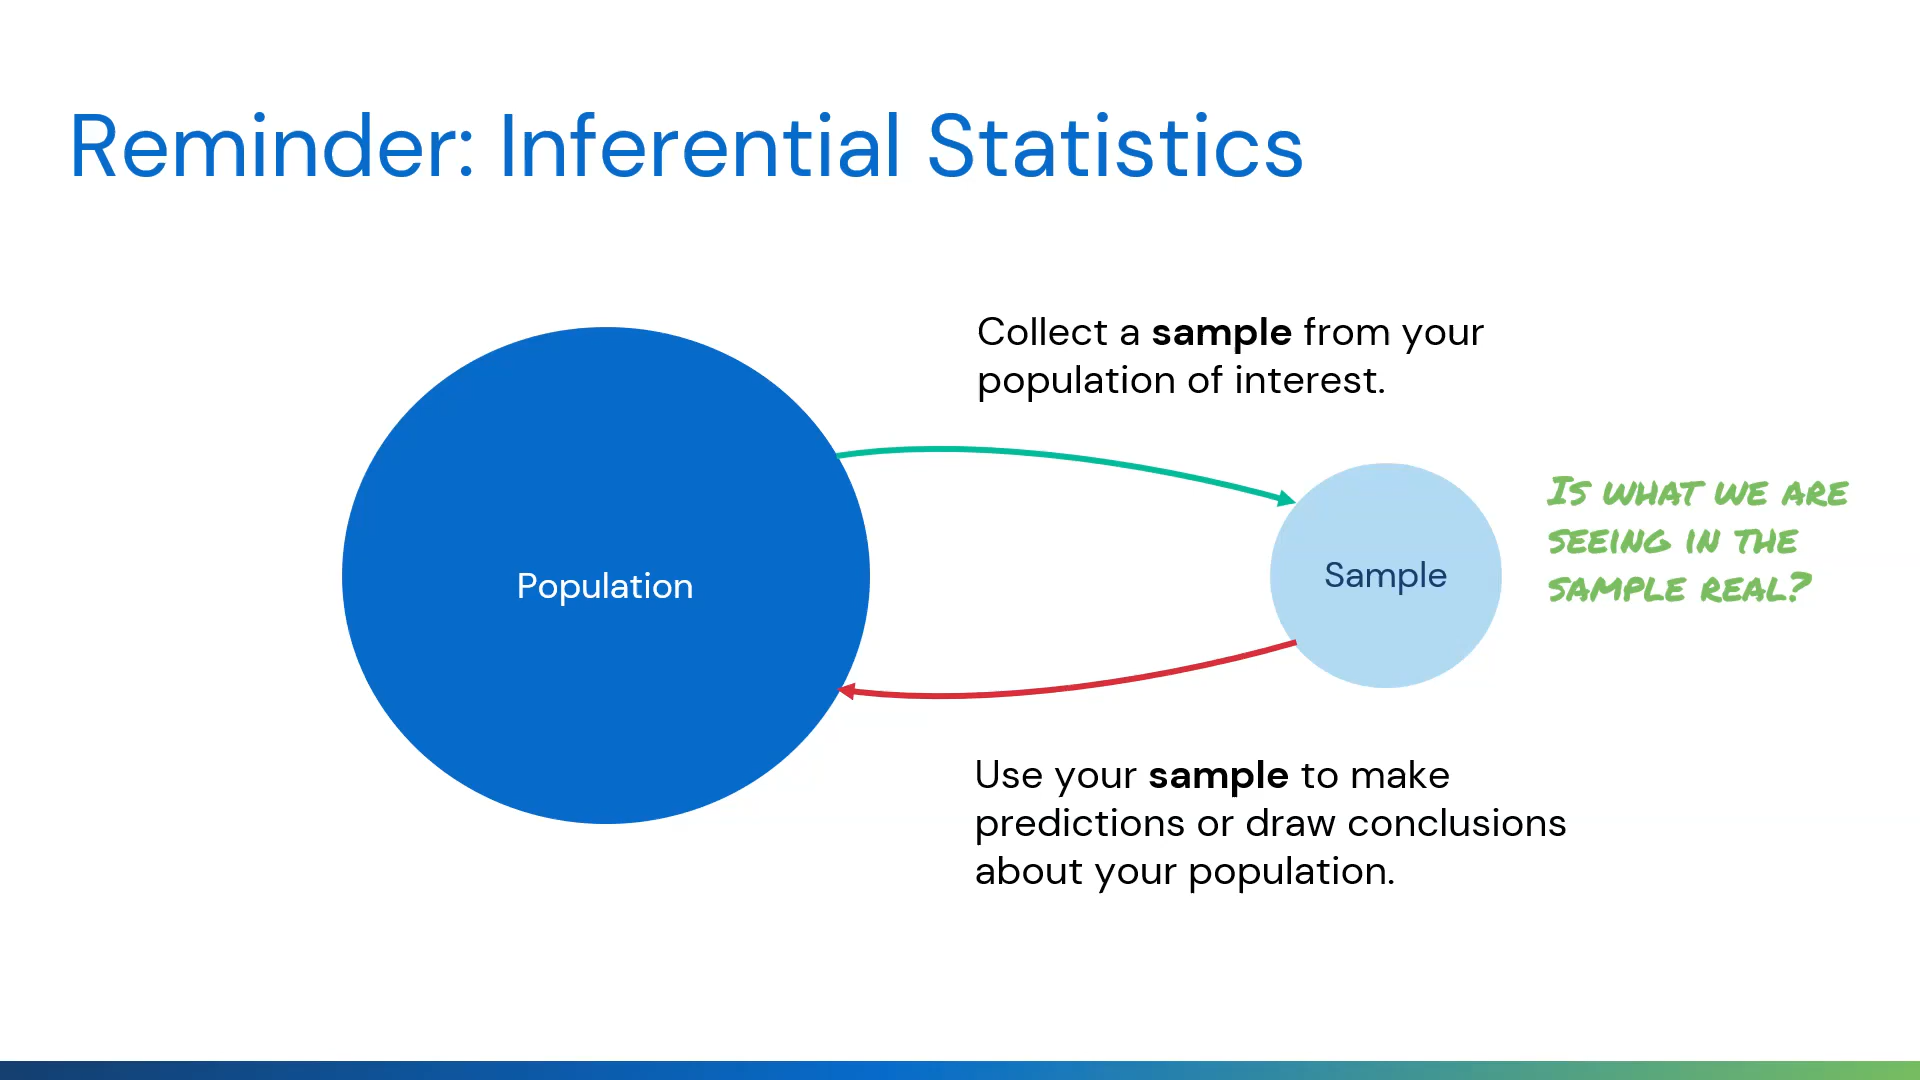 Reminder: Inferential Statistics
Collect a sample from your
population of interest.
Population
Sample
Is what we are
seeing in the
sample real?
Use your sample to make
predictions or draw conclusions
about your population.